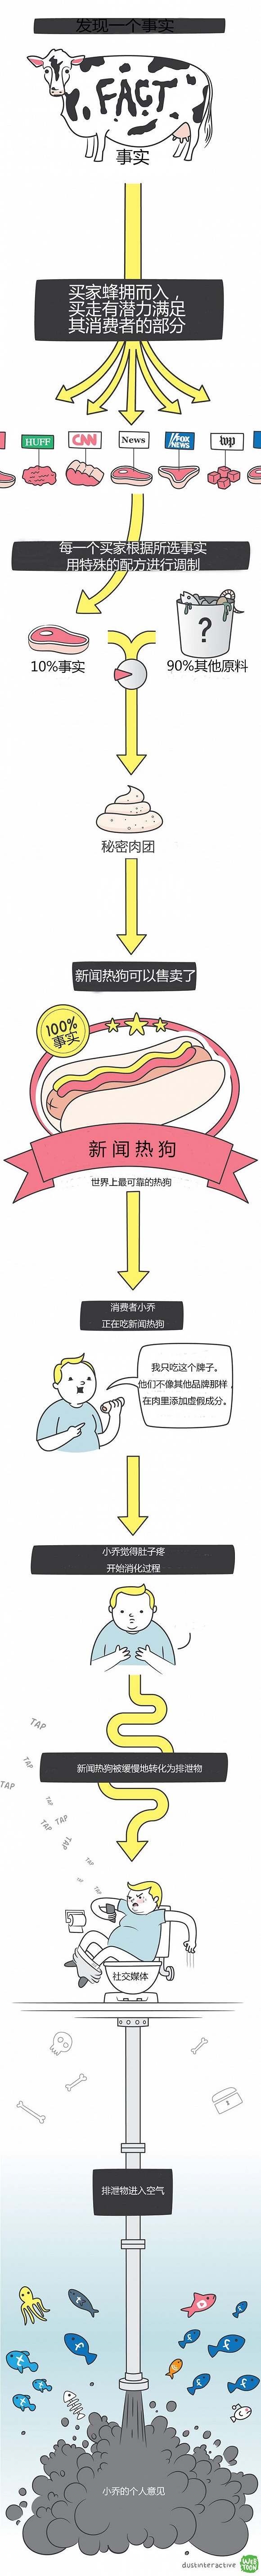 发现一个事实
FACT
事实
买家蜂拥而入，
买走有潜力满足
其消费者的部分
HUFF
CNN
News
FOX
NEWS
wp
每一个买家根据所选事实
用特殊的配方进行调制
?
10%事实
90%其他原料
秘密肉团
新闻热狗可以售卖了
100%
事实
新闻热狗
世界上最可靠的热狗
消费者小乔
正在吃新闻热狗
我只吃这个牌子。
他们不像其他品牌那样，
在肉里添加虚假成分。
小乔觉得肚子疼
开始消化过程
TAP
TAP
TAP
新闻热狗被缓慢地转化为排泄物
TAP
TAP
TAP
TAP
TAP
TAP
社交媒体
排泄物进入空气
小乔的个人意见
dustinteractive
WEB
TOON